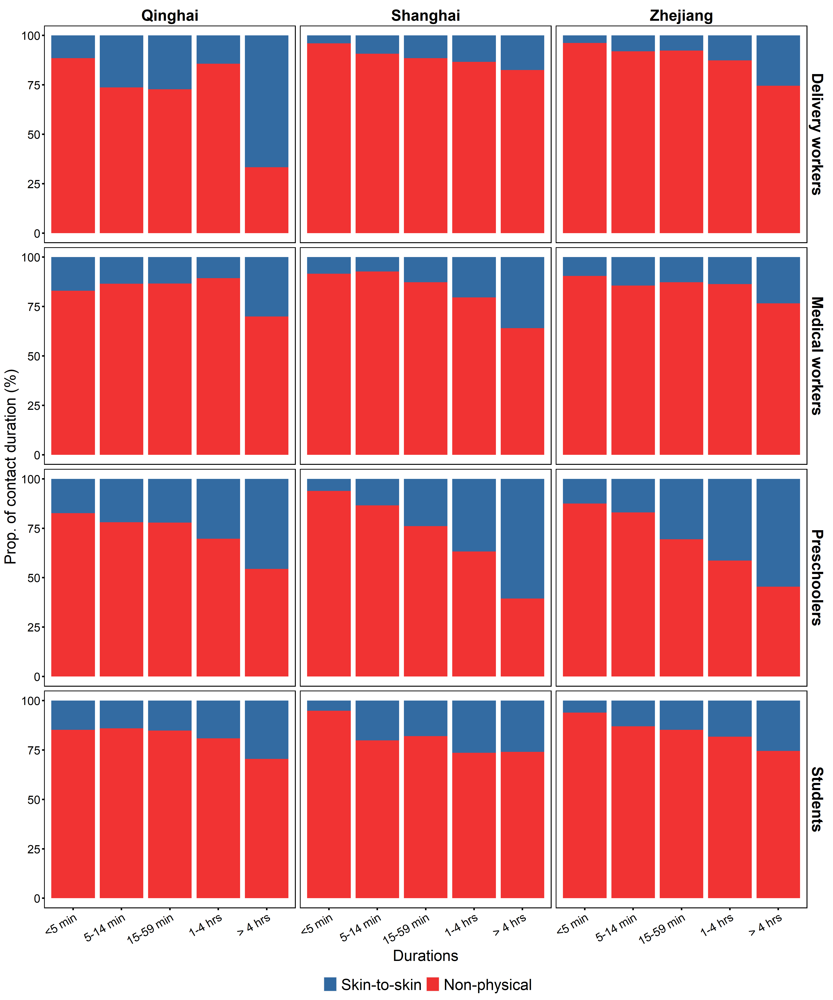 Qinghai
Shanghai
Zhejiang
Prop. of contact duration (%)
100
75
50
25
0
Delivery workers
100
75
50
25
0
Medical workers
100
75
50
25
0
Preschoolers
100
75
50
25
0
Students
<5 min
5-14 min
15-59 min
1-4 hrs
> 4 hrs
<5 min
5-14 min
15-59 min
1-4 hrs
> 4 hrs
<5 min
5-14 min
15-59 min
1-4 hrs
> 4 hrs
Durations
Skin-to-skin
Non-physical